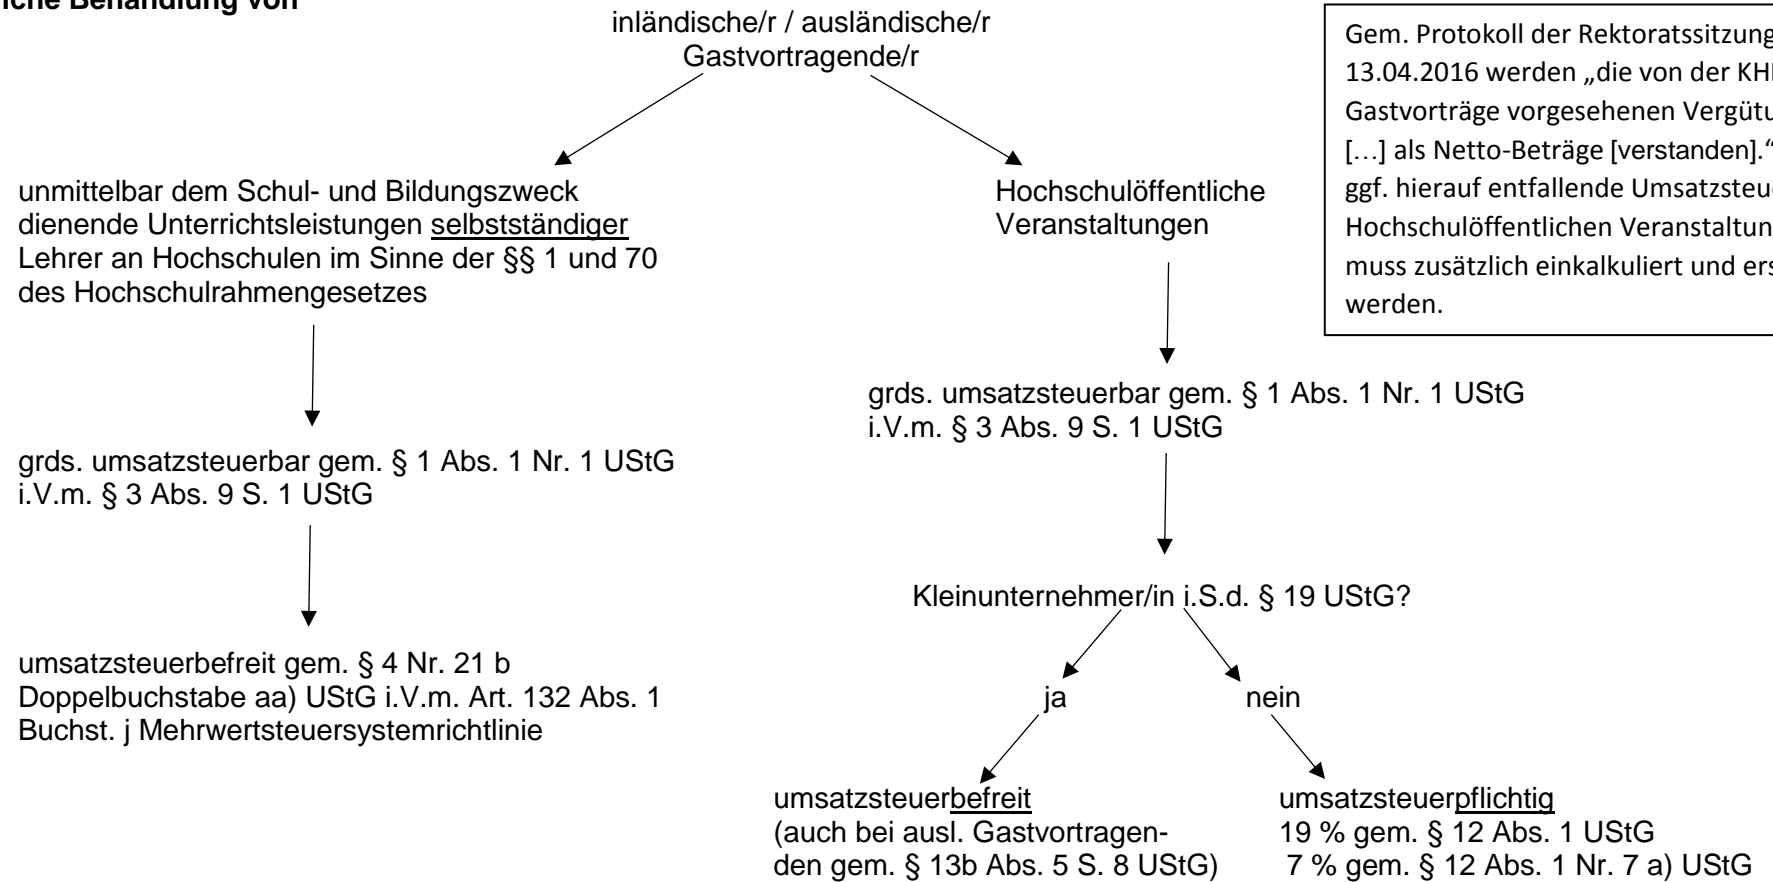 Behandlung von
inländische/r / ausländische/r
Gastvortragende/r
Gem. Protokoll der Rektoratssitzung
13.04.2016 werden „die von der
Gastvorträge vorgesehenen
[…] als Netto-Beträge [verstanden].“
ggf. hierauf entfallende
Hochschulöffentlichen
muss zusätzlich einkalkuliert und
werden.
unmittelbar dem Schul- und Bildungszweck
dienende Unterrichtsleistungen selbstständiger
Lehrer an Hochschulen im Sinne der §§ 1 und 70
des Hochschulrahmengesetzes
Hochschulöffentliche
Veranstaltungen
grds. umsatzsteuerbar gem. § 1 Abs. 1 Nr. 1 UStG
i.V.m. § 3 Abs. 9 S. 1 UStG
grds. umsatzsteuerbar gem. § 1 Abs. 1 Nr. 1 UStG
i.V.m. § 3 Abs. 9 S. 1 UStG
Kleinunternehmer/in i.S.d. § 19 UStG?
umsatzsteuerbefreit gem. § 4 Nr. 21 b
Doppelbuchstabe aa) UStG i.V.m. Art. 132 Abs. 1
Buchst. j Mehrwertsteuersystemrichtlinie
ja
nein
umsatzsteuerbefreit
(auch bei ausl. Gastvortragen-
den gem. § 13b Abs. 5 S. 8 UStG)
umsatzsteuerpflichtig
19 % gem. § 12 Abs. 1 UStG
7 % gem. § 12 Abs. 1 Nr. 7 a) UStG